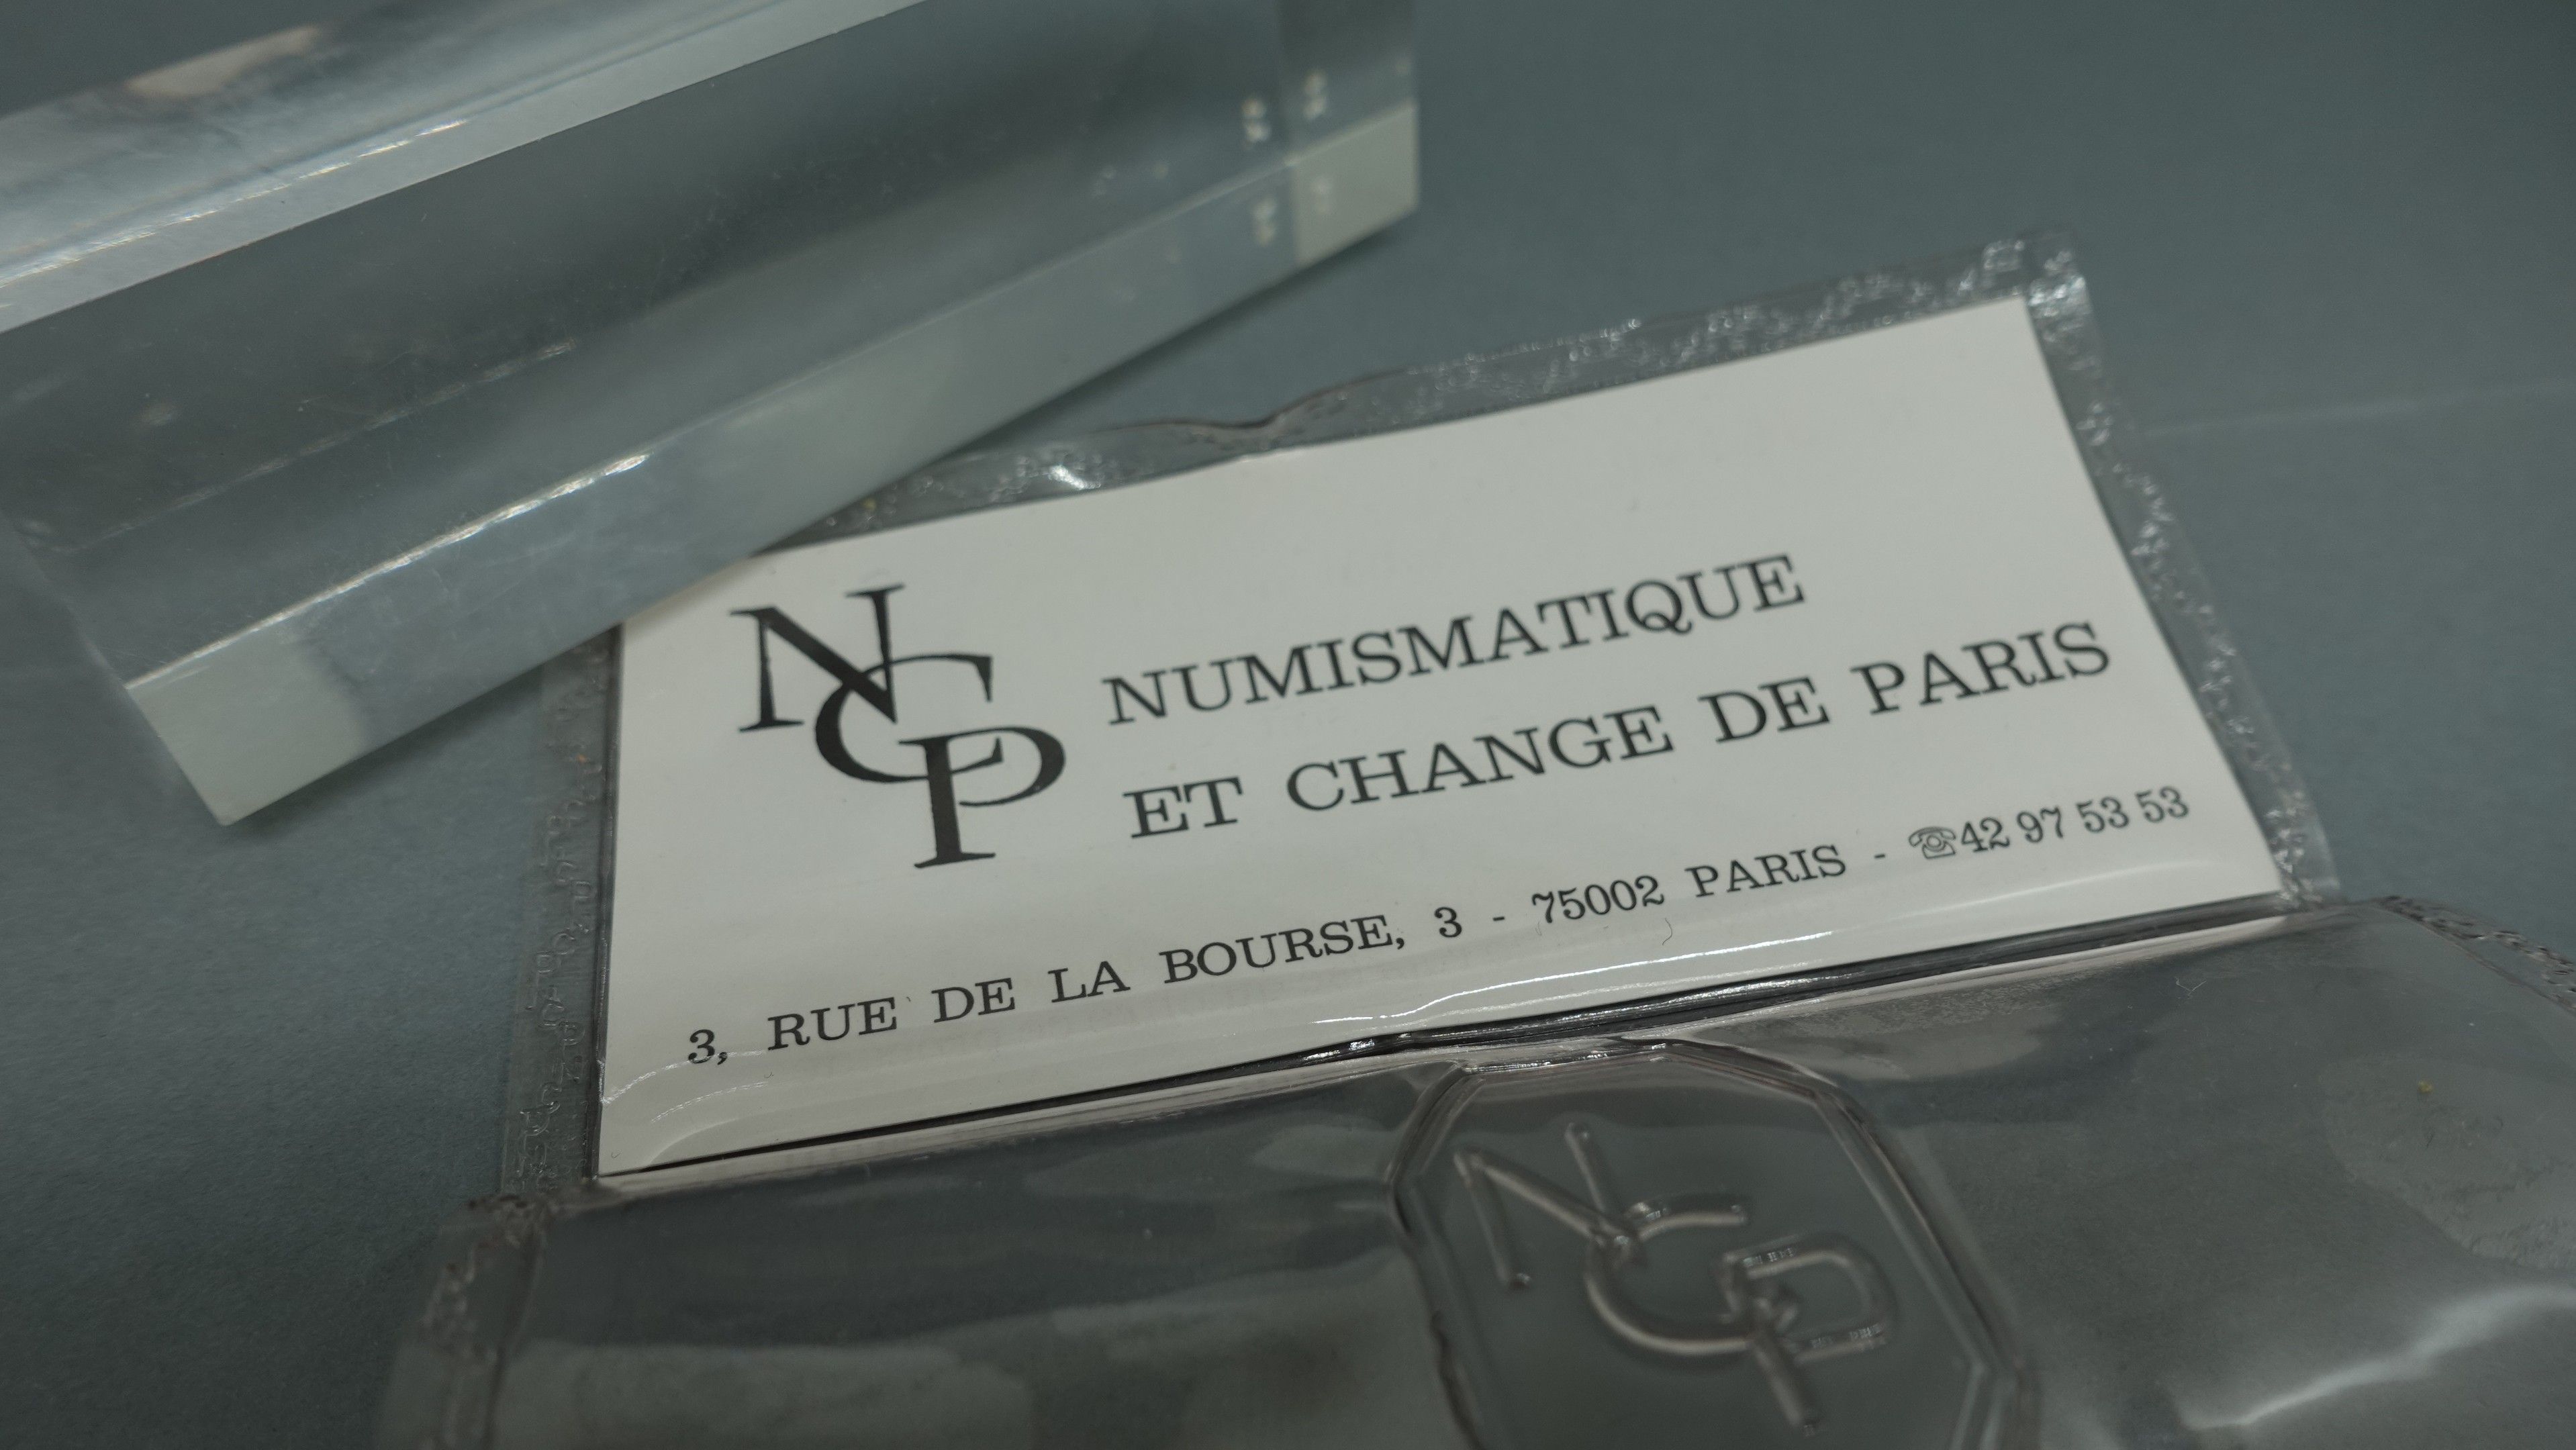 NCP
NUMISMATIQUE
ET CHANGE DE PARIS
3, RUE DE LA BOURSE, 3 - 75002 PARIS - ☎42 97 53 53
NCP